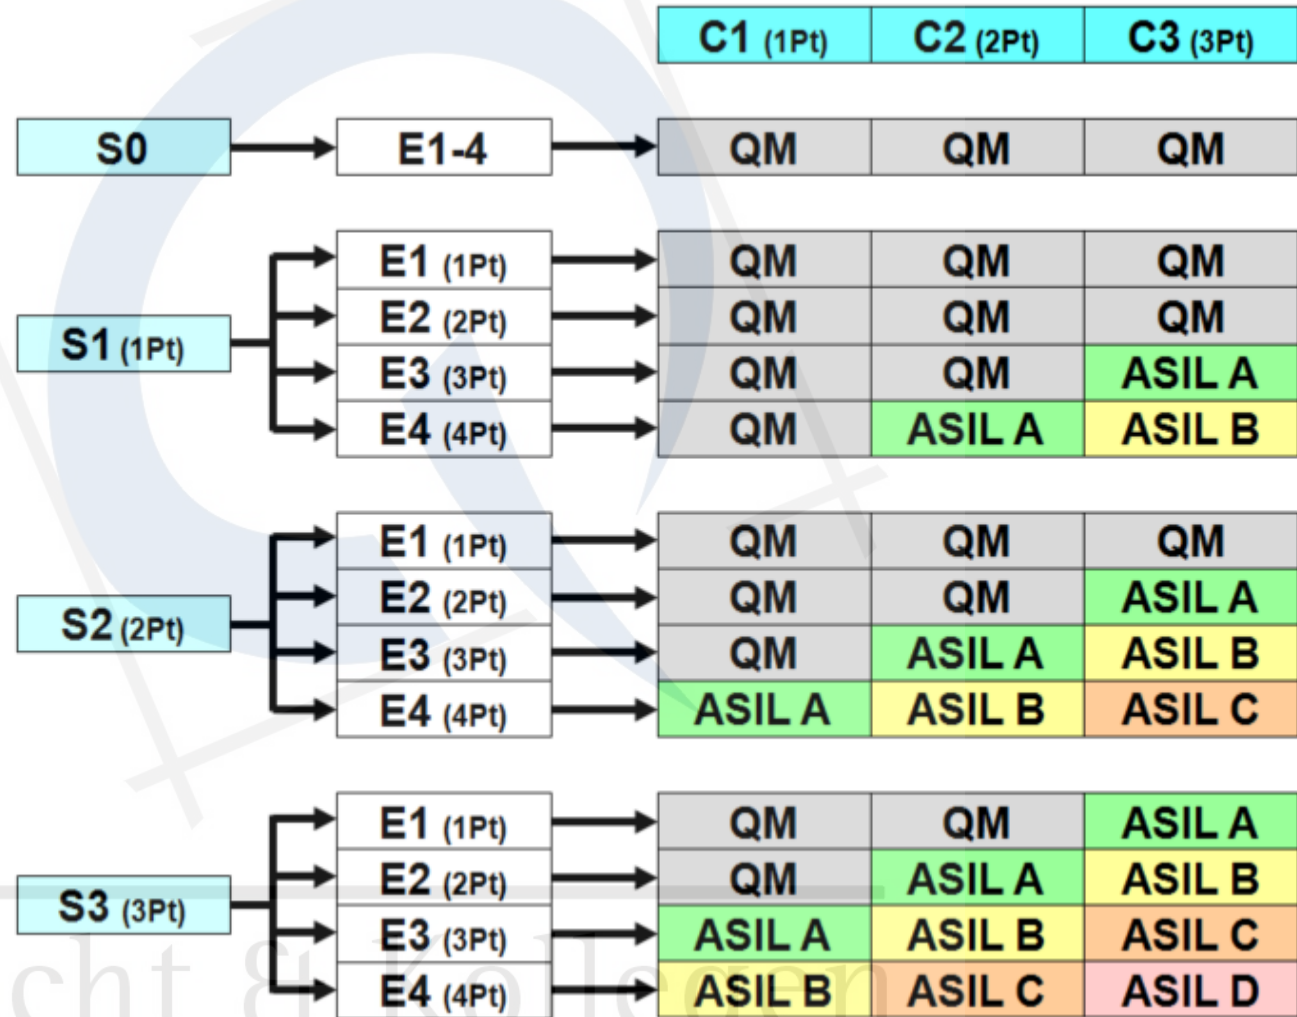 C1 (1Pt) C2 (2Pt) C3 (3Pt)
S0 E1-4 QM QM QM
E1 (1Pt) QM QM QM
E2 (2Pt) QM QM QM
S1 (1Pt)
E3 (3Pt) QM QM ASIL A
E4 (4Pt) QM ASIL A ASIL B
E1 (1Pt) QM QM QM
E2 (2Pt) QM QM ASIL A
S2 (2Pt)
E3 (3Pt) QM ASIL A ASIL B
E4 (4Pt) ASIL A ASIL B ASIL C
E1 (1Pt) QM QM ASIL A
E2 (2Pt) QM ASIL A ASIL B
S3 (3Pt)
E3 (3Pt) ASIL A ASIL B ASIL C
E4 (4Pt) ASIL B ASIL C ASIL D
cht & Kollegen